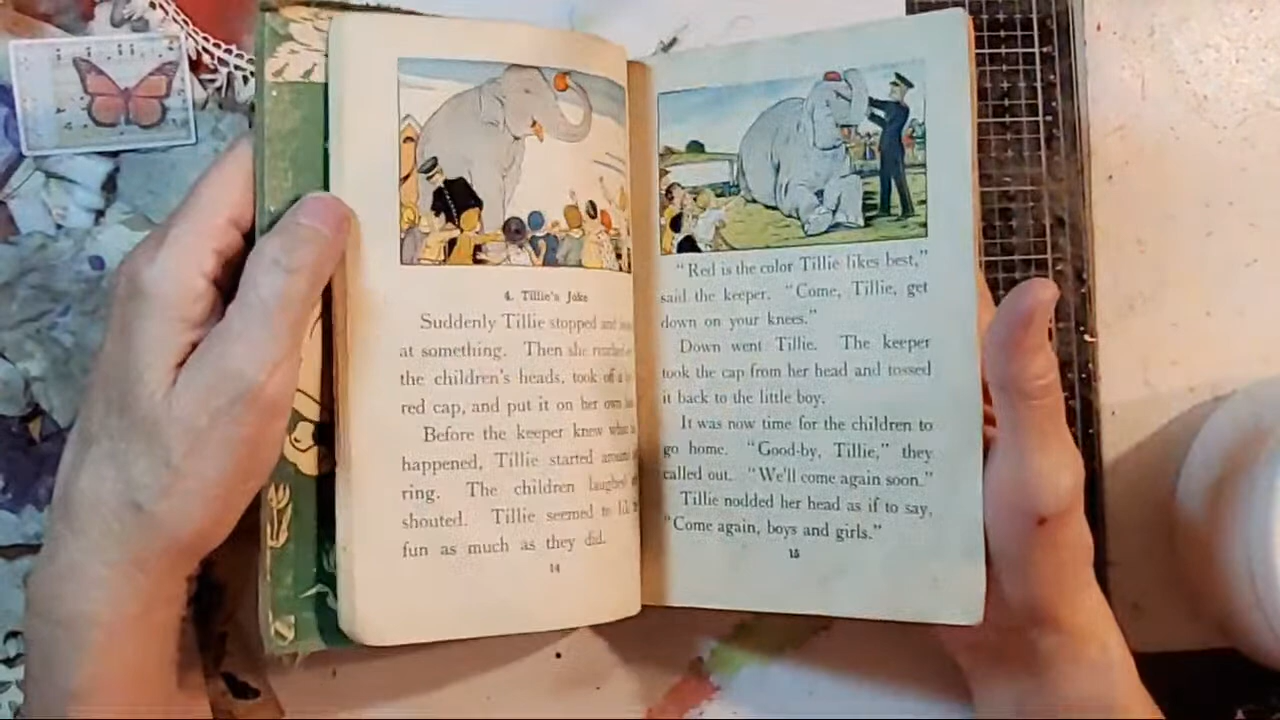 4. Tillie's Joke
Suddenly Tillie stopped and
at something. Then she reached
the children's heads, took of a
red cap, and put it on her own
Before the keeper knew what
happened, Tillie started around
ring. The children laughed
shouted. Tillie seemed to
fun as much as they did.
14
"Red is the color Tillie likes best,"
said the keeper. "Come, Tillie, get
down on your knees."
Down went Tillie. The keeper
took the cap from her head and tossed
it back to the little boy.
It was now time for the children to
go home. "Good-by, Tillie," they
called out. "We'll come again soon."
Tillie nodded her head as if to say,
"Come again, boys and girls."
15